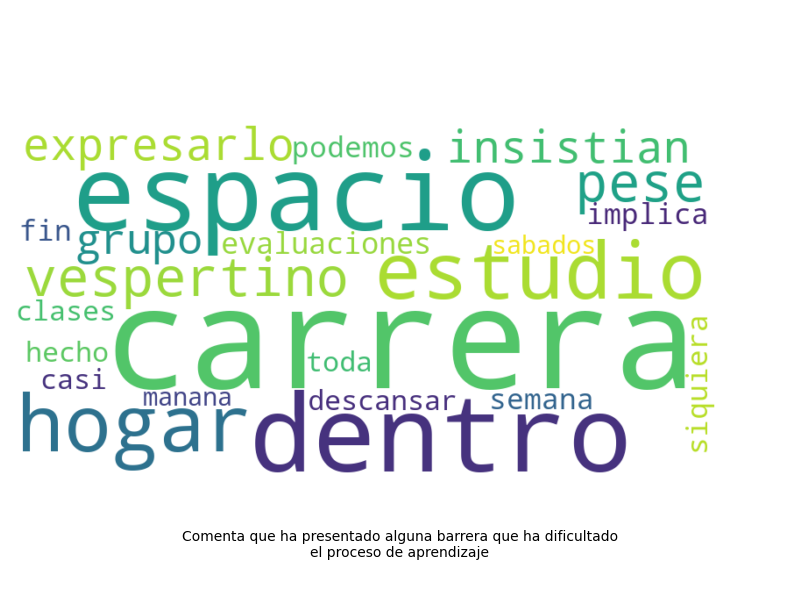 expresarlo podemos insistian
espacio pese
implica
fin grupo evaluaciones sabados
vespertino estudio
clases carrera
hecho toda
casi siquiera
manana descansar semana
hogar dentro
Comenta que ha presentado alguna barrera que ha dificultado
el proceso de aprendizaje